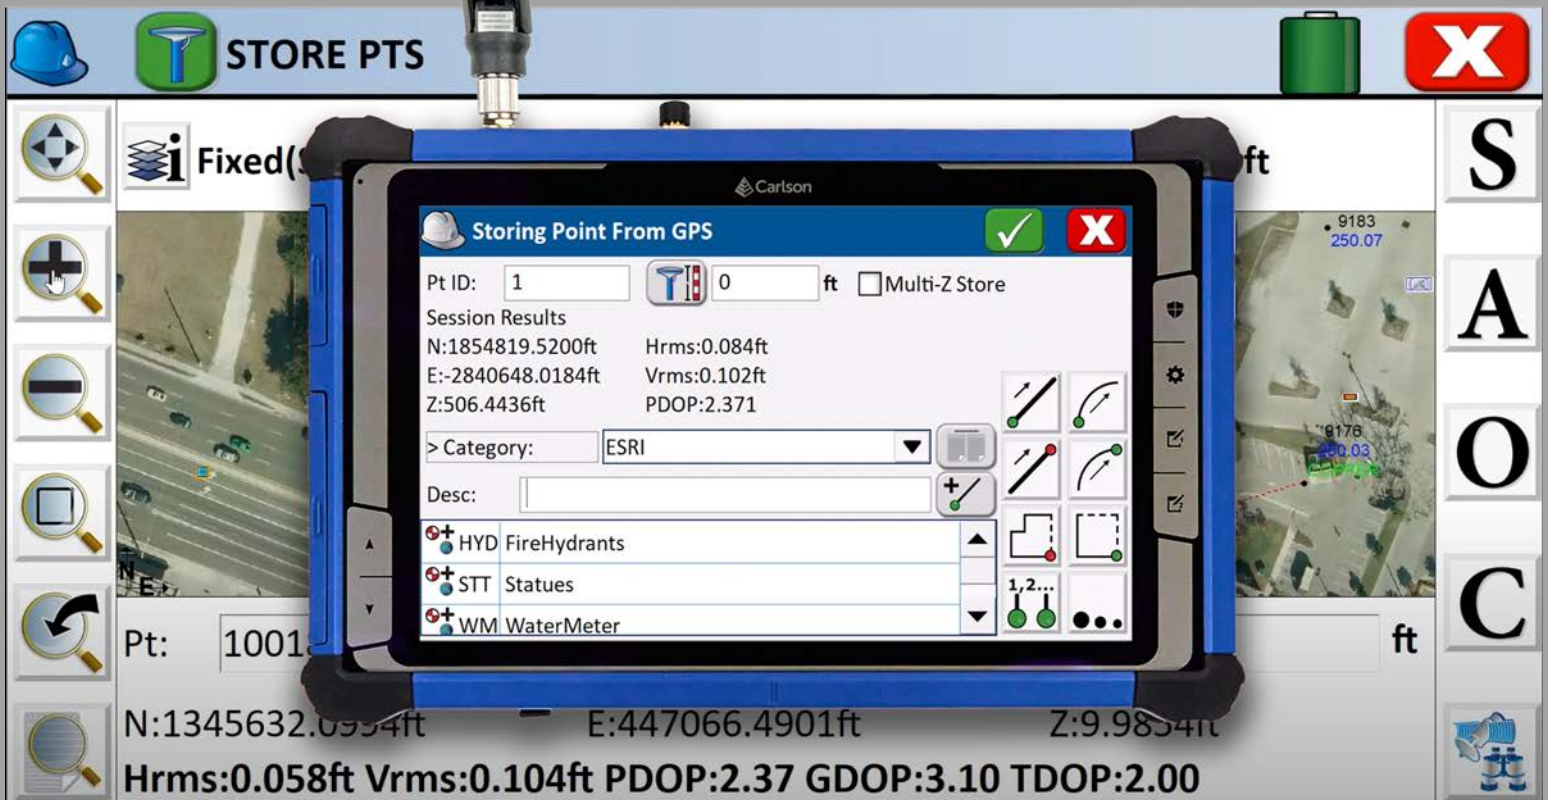 STORE PTS
Fixed(
ft
S
A
O
C
Carlson
Storing Point From GPS
Pt ID: 1 0 ft Multi-Z Store
Session Results
N:1854819.5200ft Hrms:0.084ft
E:-2840648.0184ft Vrms:0.102ft
Z:506.4436ft PDOP:2.371
> Category: ESRI
Desc:
HYD FireHydrants
STT Statues
WM WaterMeter
1,2...
9183
250.07
9176
N
E
Pt: 1001 ft
E:447066.4901ft
Hrms:0.058ft Vrms:0.104ft PDOP:2.37 GDOP:3.10 TDOP:2.00